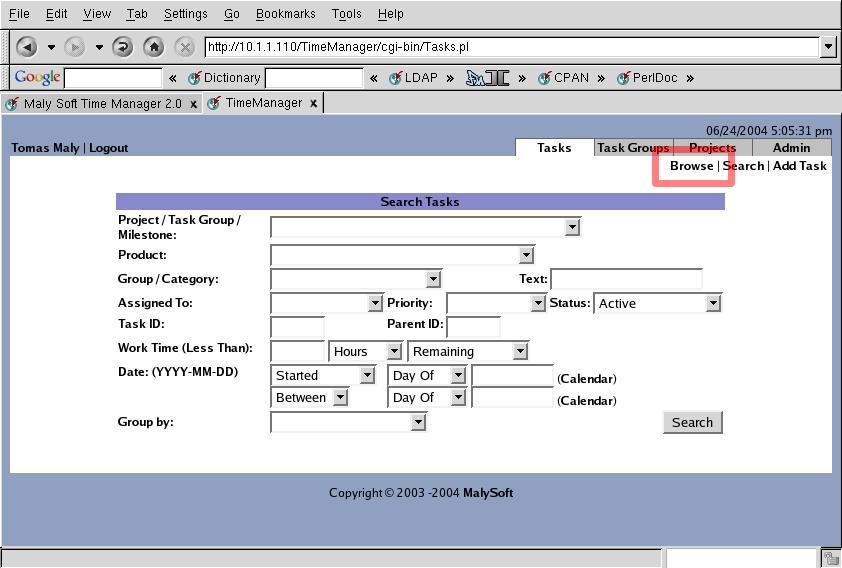 File Edit View Tab Settings Go Bookmarks Tools Help
http://10.1.1.110/TimeManager/cgi-bin/Tasks.pl
Google « Dictionary « LDAP » » CPAN » PerlDoc »
Maly Soft Time Manager 2.0 x TimeManager x
06/24/2004 5:05:31 pm
Tomas Maly | Logout Tasks Task Groups Projects Admin
Browse | Search | Add Task
Search Tasks
Project / Task Group /
Milestone:
Product:
Group / Category: Text:
Assigned To: Priority: Status: Active
Task ID: Parent ID:
Work Time (Less Than): Hours Remaining
Date: (YYYY-MM-DD) Started Day Of (Calendar)
Between Day Of (Calendar)
Group by: Search
Copyright © 2003 -2004 MalySoft